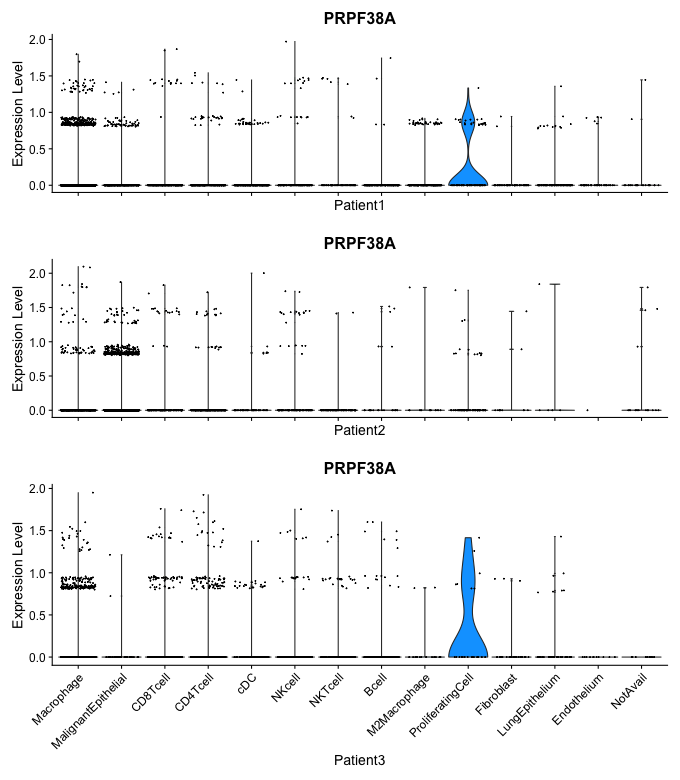 PRPF38A
Expression Level
2.0
1.5
1.0
0.5
0.0
Patient1
PRPF38A
Expression Level
2.0
1.5
1.0
0.5
0.0
Patient2
PRPF38A
Expression Level
2.0
1.5
1.0
0.5
0.0
Macrophage
MalignantEpithelial
CD8Tcell
CD4Tcell
cDC
NKcell
NKTcell
Bcell
M2Macrophage
ProliferatingCell
Fibroblast
LungEpithelium
Endothelium
NotAvail
Patient3